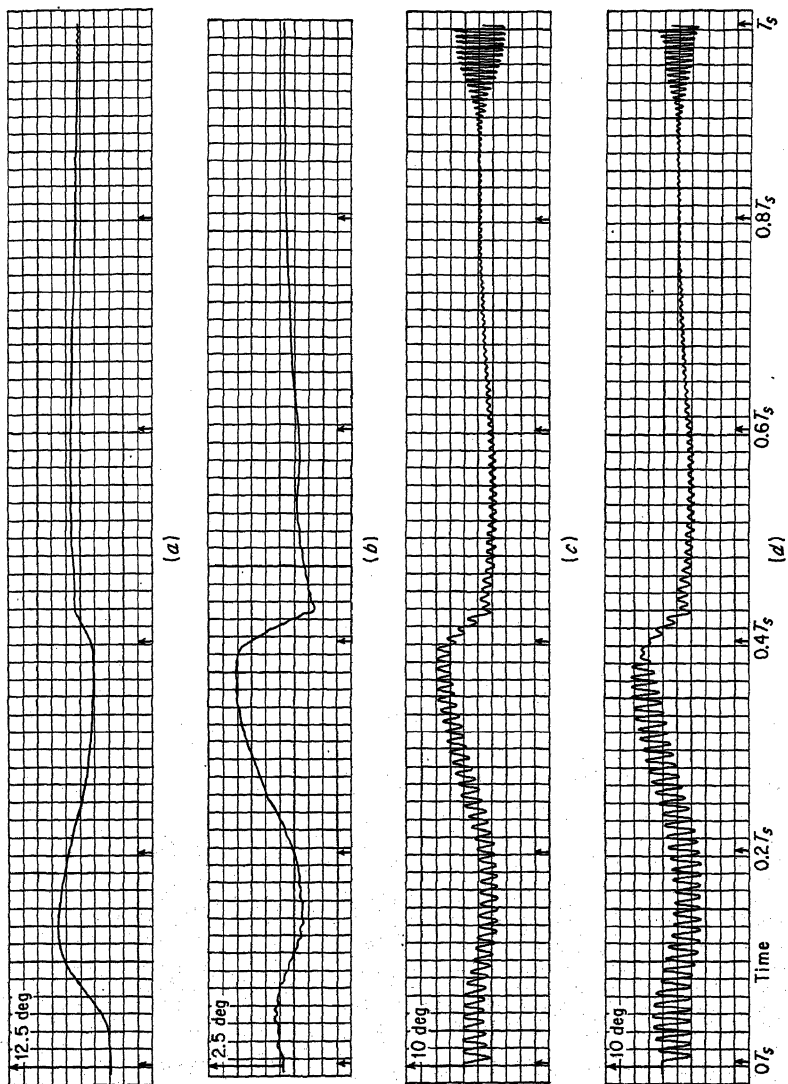 12.5 deg
(a)
2.5 deg
(b)
10 deg
(c)
10 deg
0Ts
Time
0.2Ts
0.4Ts
0.6Ts
0.8Ts
Ts
(d)